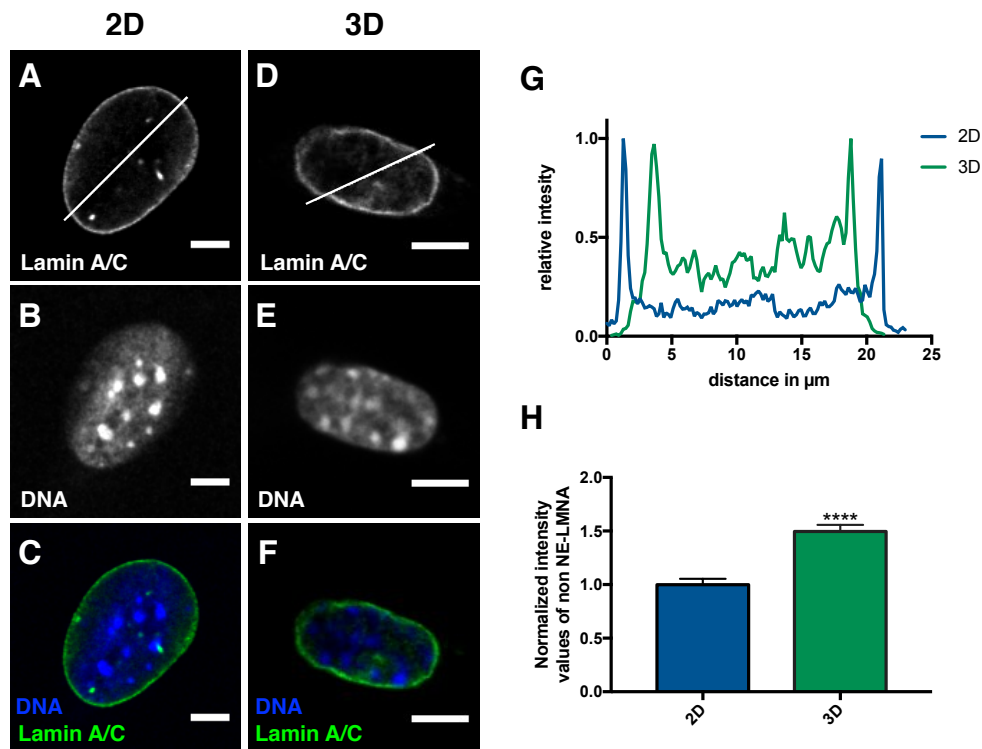 2D
3D
A
Lamin A/C
D
Lamin A/C
B
DNA
E
DNA
C
DNA
Lamin A/C
F
DNA
Lamin A/C
G
2D
3D
relative intesity
1.0
0.5
0.0
0 5 10 15 20 25
distance in µm
H
Normalized intensity
values of non NE-LMNA
2.0
1.5
1.0
0.5
0.0
****
2D
3D